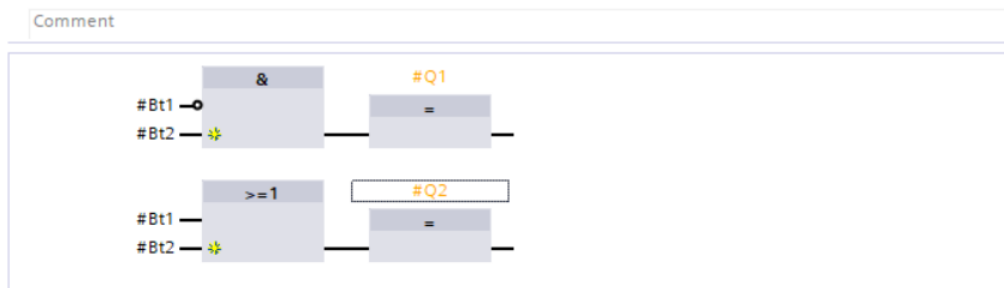 Comment
& #Q1
#Bt1 =
#Bt2
>=1 #Q2
#Bt1 =
#Bt2